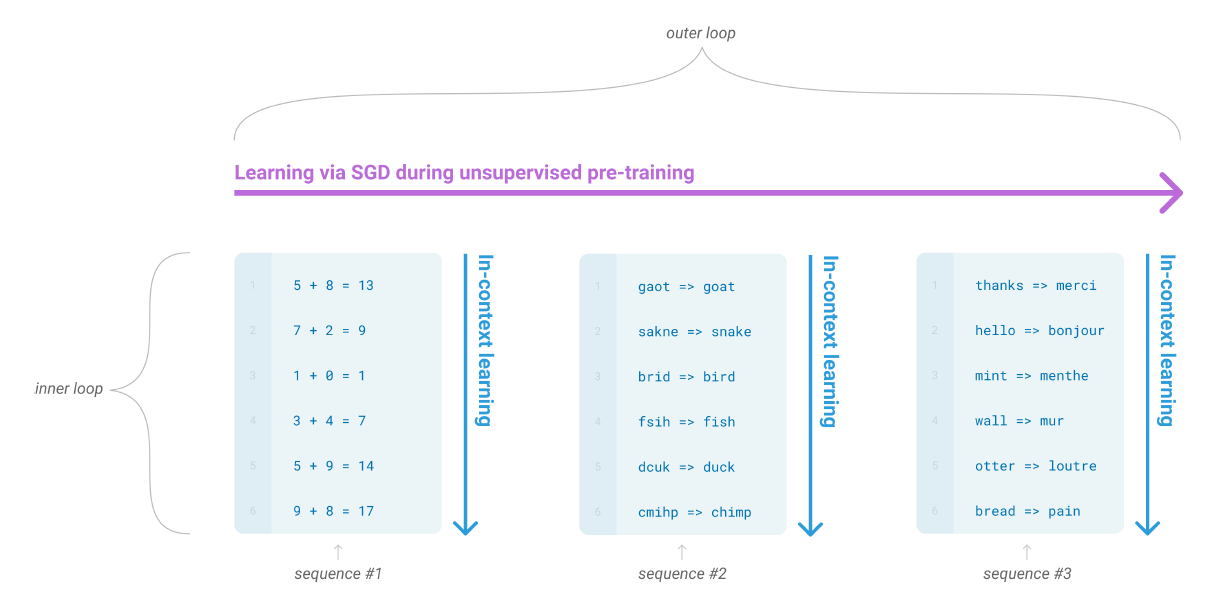 outer loop
Learning via SGD during unsupervised pre-training
inner loop
1 5 + 8 = 13
2 7 + 2 = 9
3 1 + 0 = 1
4 3 + 4 = 7
5 5 + 9 = 14
6 9 + 8 = 17
In-context learning
sequence #1
1 gaot => goat
2 sakne => snake
3 brid => bird
4 fsih => fish
5 dcuk => duck
6 cmihp => chimp
In-context learning
sequence #2
1 thanks => merci
2 hello => bonjour
3 mint => menthe
4 wall => mur
5 otter => loutre
6 bread => pain
In-context learning
sequence #3